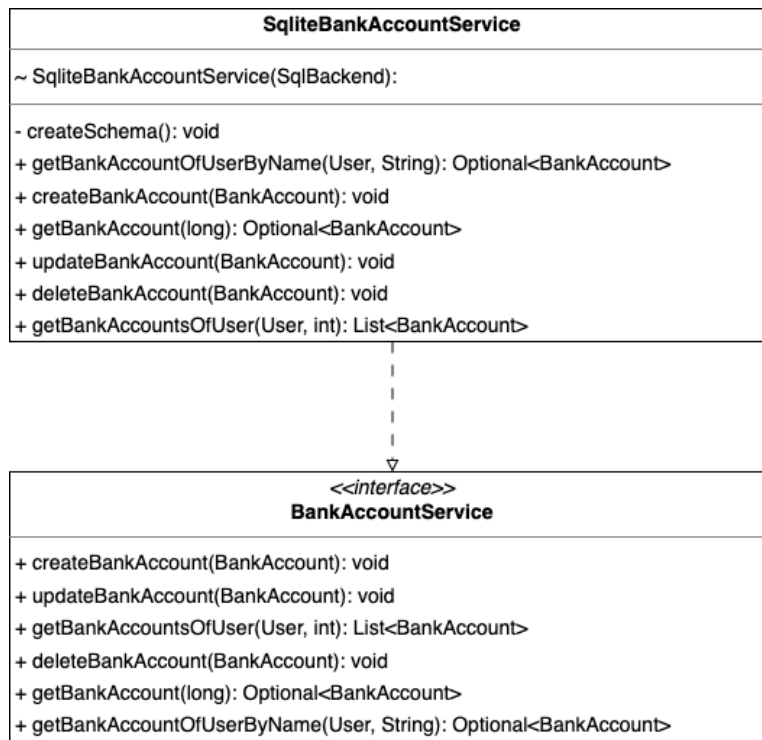 SqliteBankAccountService
~ SqliteBankAccountService(SqlBackend):
- createSchema(): void
+ getBankAccountOfUserByName(User, String): Optional<BankAccount>
+ createBankAccount(BankAccount): void
+ getBankAccount(long): Optional<BankAccount>
+ updateBankAccount(BankAccount): void
+ deleteBankAccount(BankAccount): void
+ getBankAccountsOfUser(User, int): List<BankAccount>
<<interface>>
BankAccountService
+ createBankAccount(BankAccount): void
+ updateBankAccount(BankAccount): void
+ getBankAccountsOfUser(User, int): List<BankAccount>
+ deleteBankAccount(BankAccount): void
+ getBankAccount(long): Optional<BankAccount>
+ getBankAccountOfUserByName(User, String): Optional<BankAccount>